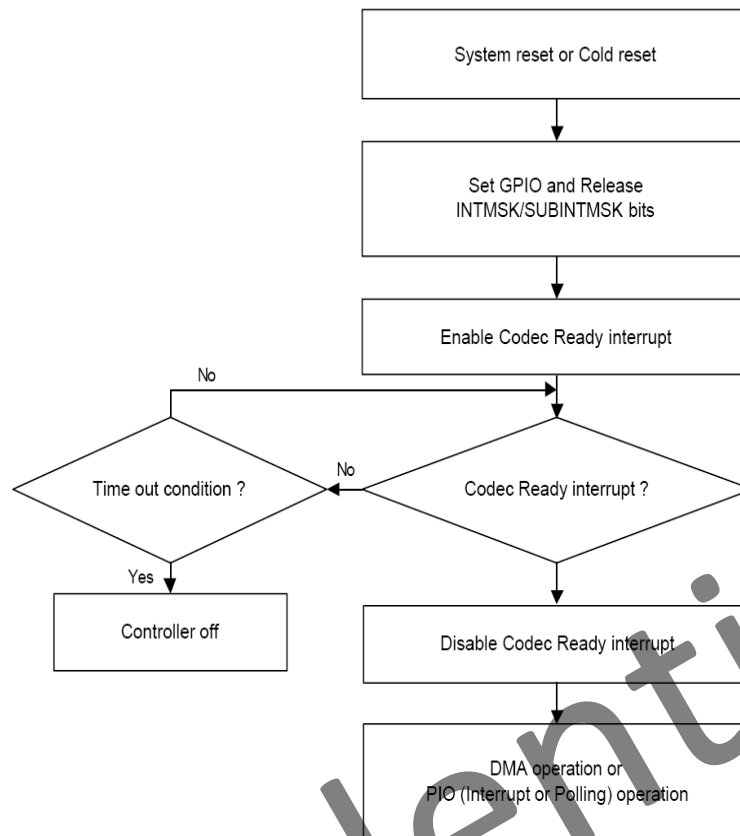 System reset or Cold reset
Set GPIO and Release
INTMSK/SUBINTMSK bits
Enable Codec Ready interrupt
No
Time out condition ?
No
Codec Ready interrupt ?
Yes
Controller off
Disable Codec Ready interrupt
DMA operation or
PIO (Interrupt or Polling) operation